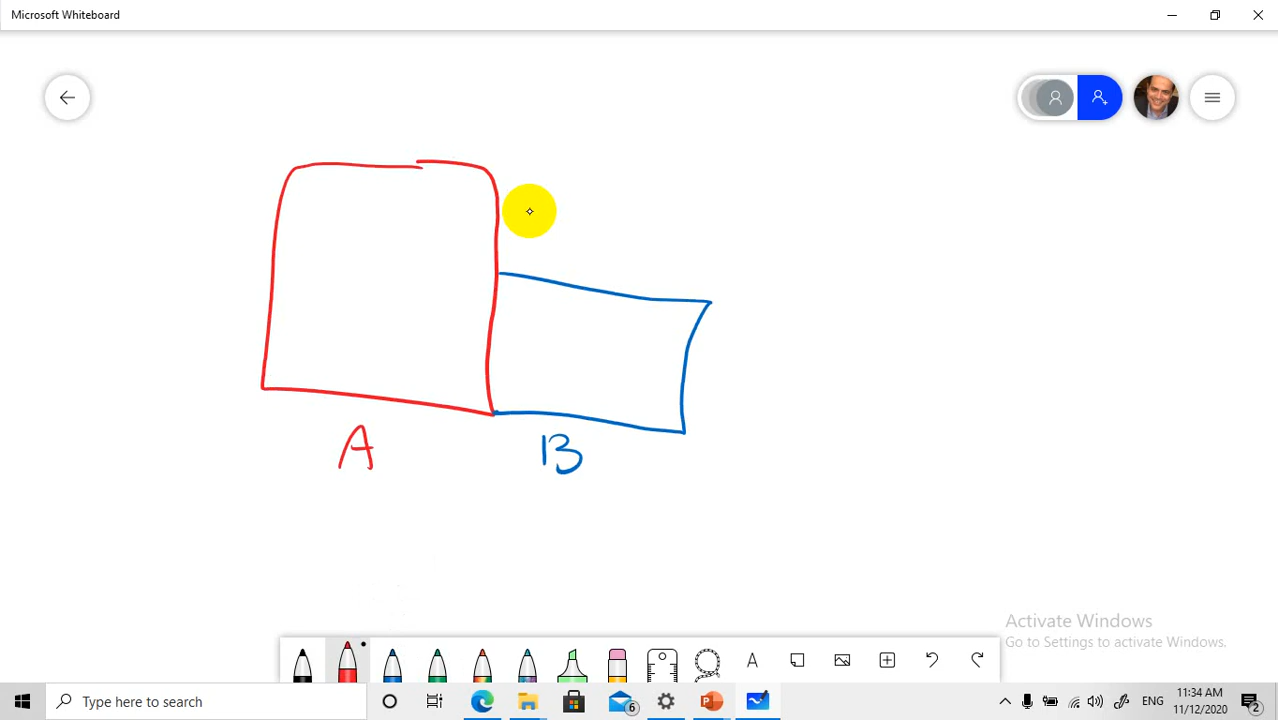 Microsoft Whiteboard
A
B
A
Activate Windows
Go to Settings to activate Windows.
Type here to search
6
ENG
11:34 AM
11/12/2020
2